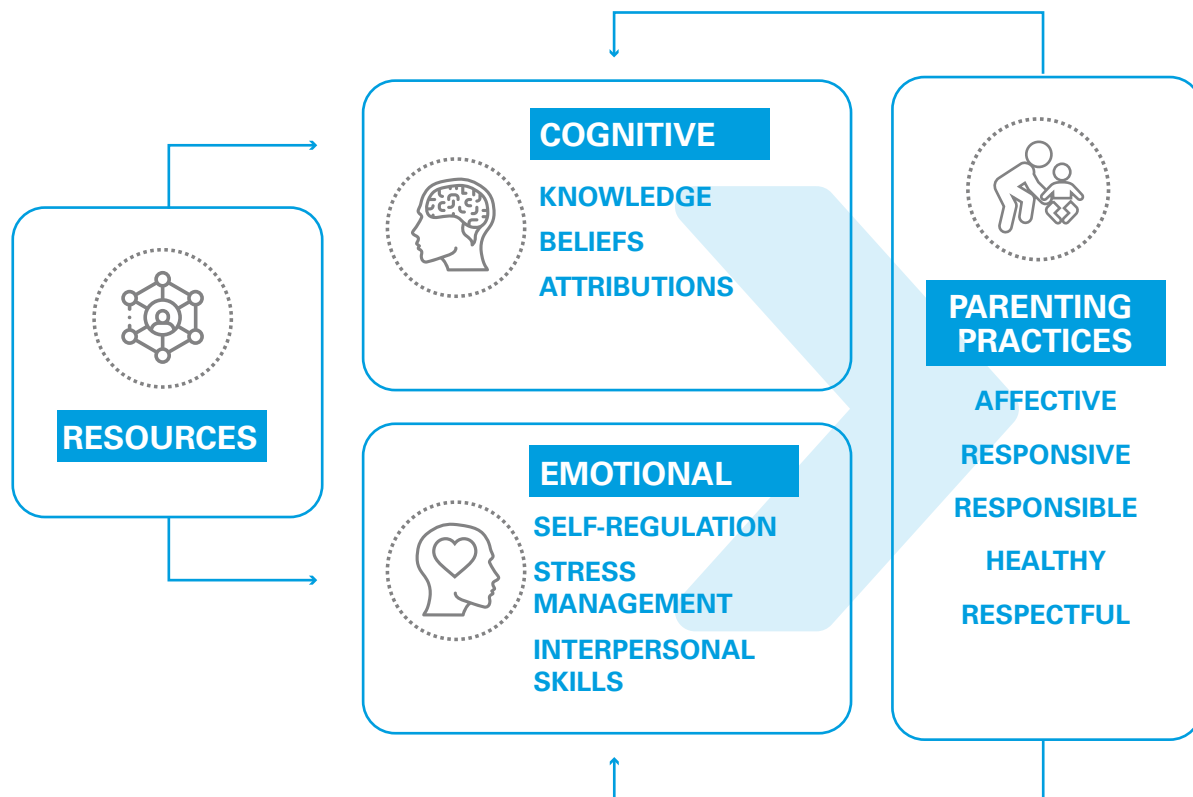 RESOURCES
COGNITIVE
KNOWLEDGE
BELIEFS
ATTRIBUTIONS
EMOTIONAL
SELF-REGULATION
STRESS
MANAGEMENT
INTERPERSONAL
SKILLS
PARENTING
PRACTICES
AFFECTIVE
RESPONSIVE
RESPONSIBLE
HEALTHY
RESPECTFUL